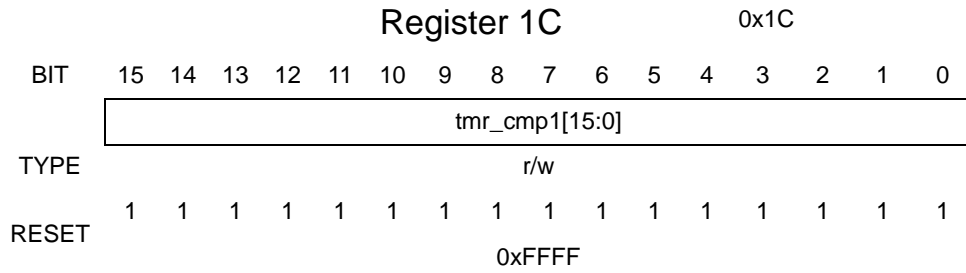 Register 1C 0x1C
BIT 15 14 13 12 11 10 9 8 7 6 5 4 3 2 1 0
tmr_cmp1[15:0]
TYPE r/w
1 1 1 1 1 1 1 1 1 1 1 1 1 1 1 1
RESET
0xFFFF